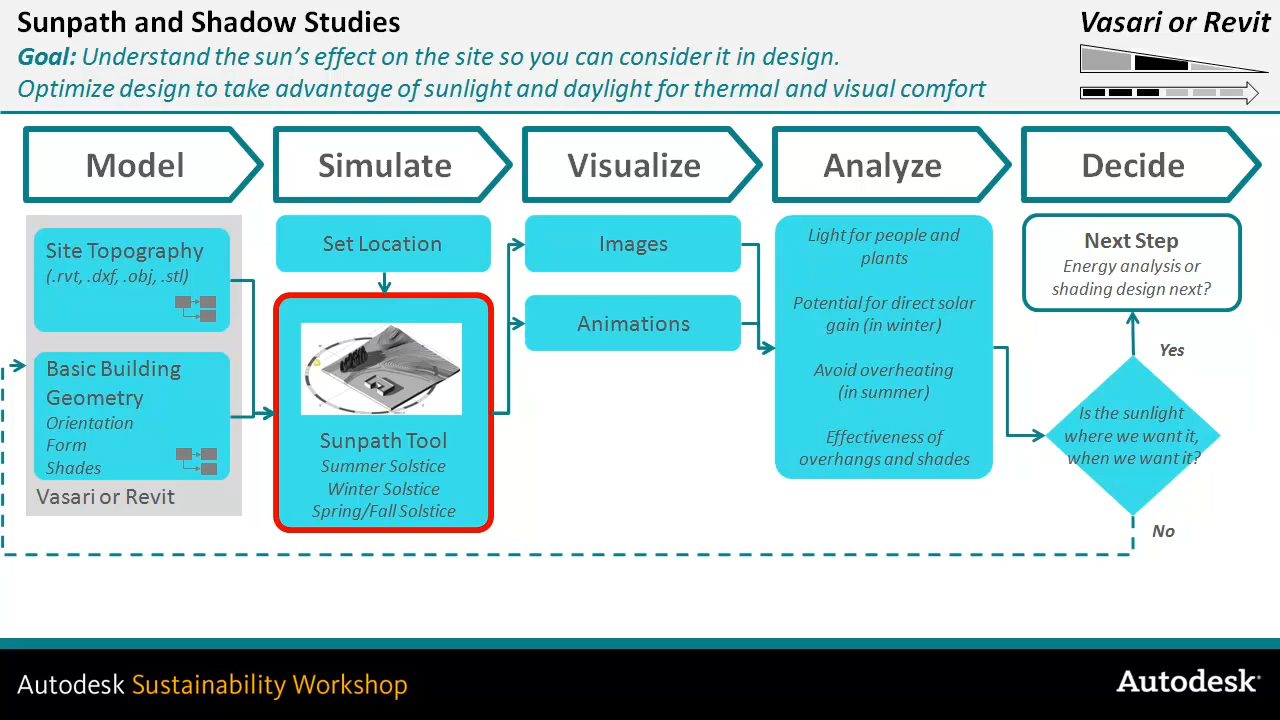 Sunpath and Shadow Studies
Vasari or Revit
Goal: Understand the sun's effect on the site so you can consider it in design.
Optimize design to take advantage of sunlight and daylight for thermal and visual comfort
Model
Simulate
Visualize
Analyze
Decide
Site Topography
(.rvt, .dxf, .obj, .stl)
Basic Building
Geometry
Orientation
Form
Shades
Vasari or Revit
Set Location
Sunpath Tool
Summer Solstice
Winter Solstice
Spring/Fall Solstice
Images
Animations
Light for people and
plants
Potential for direct solar
gain (in winter)
Avoid overheating
(in summer)
Effectiveness of
overhangs and shades
Next Step
Energy analysis or
shading design next?
Yes
Is the sunlight
where we want it,
when we want it?
No
Autodesk Sustainability Workshop
Autodesk